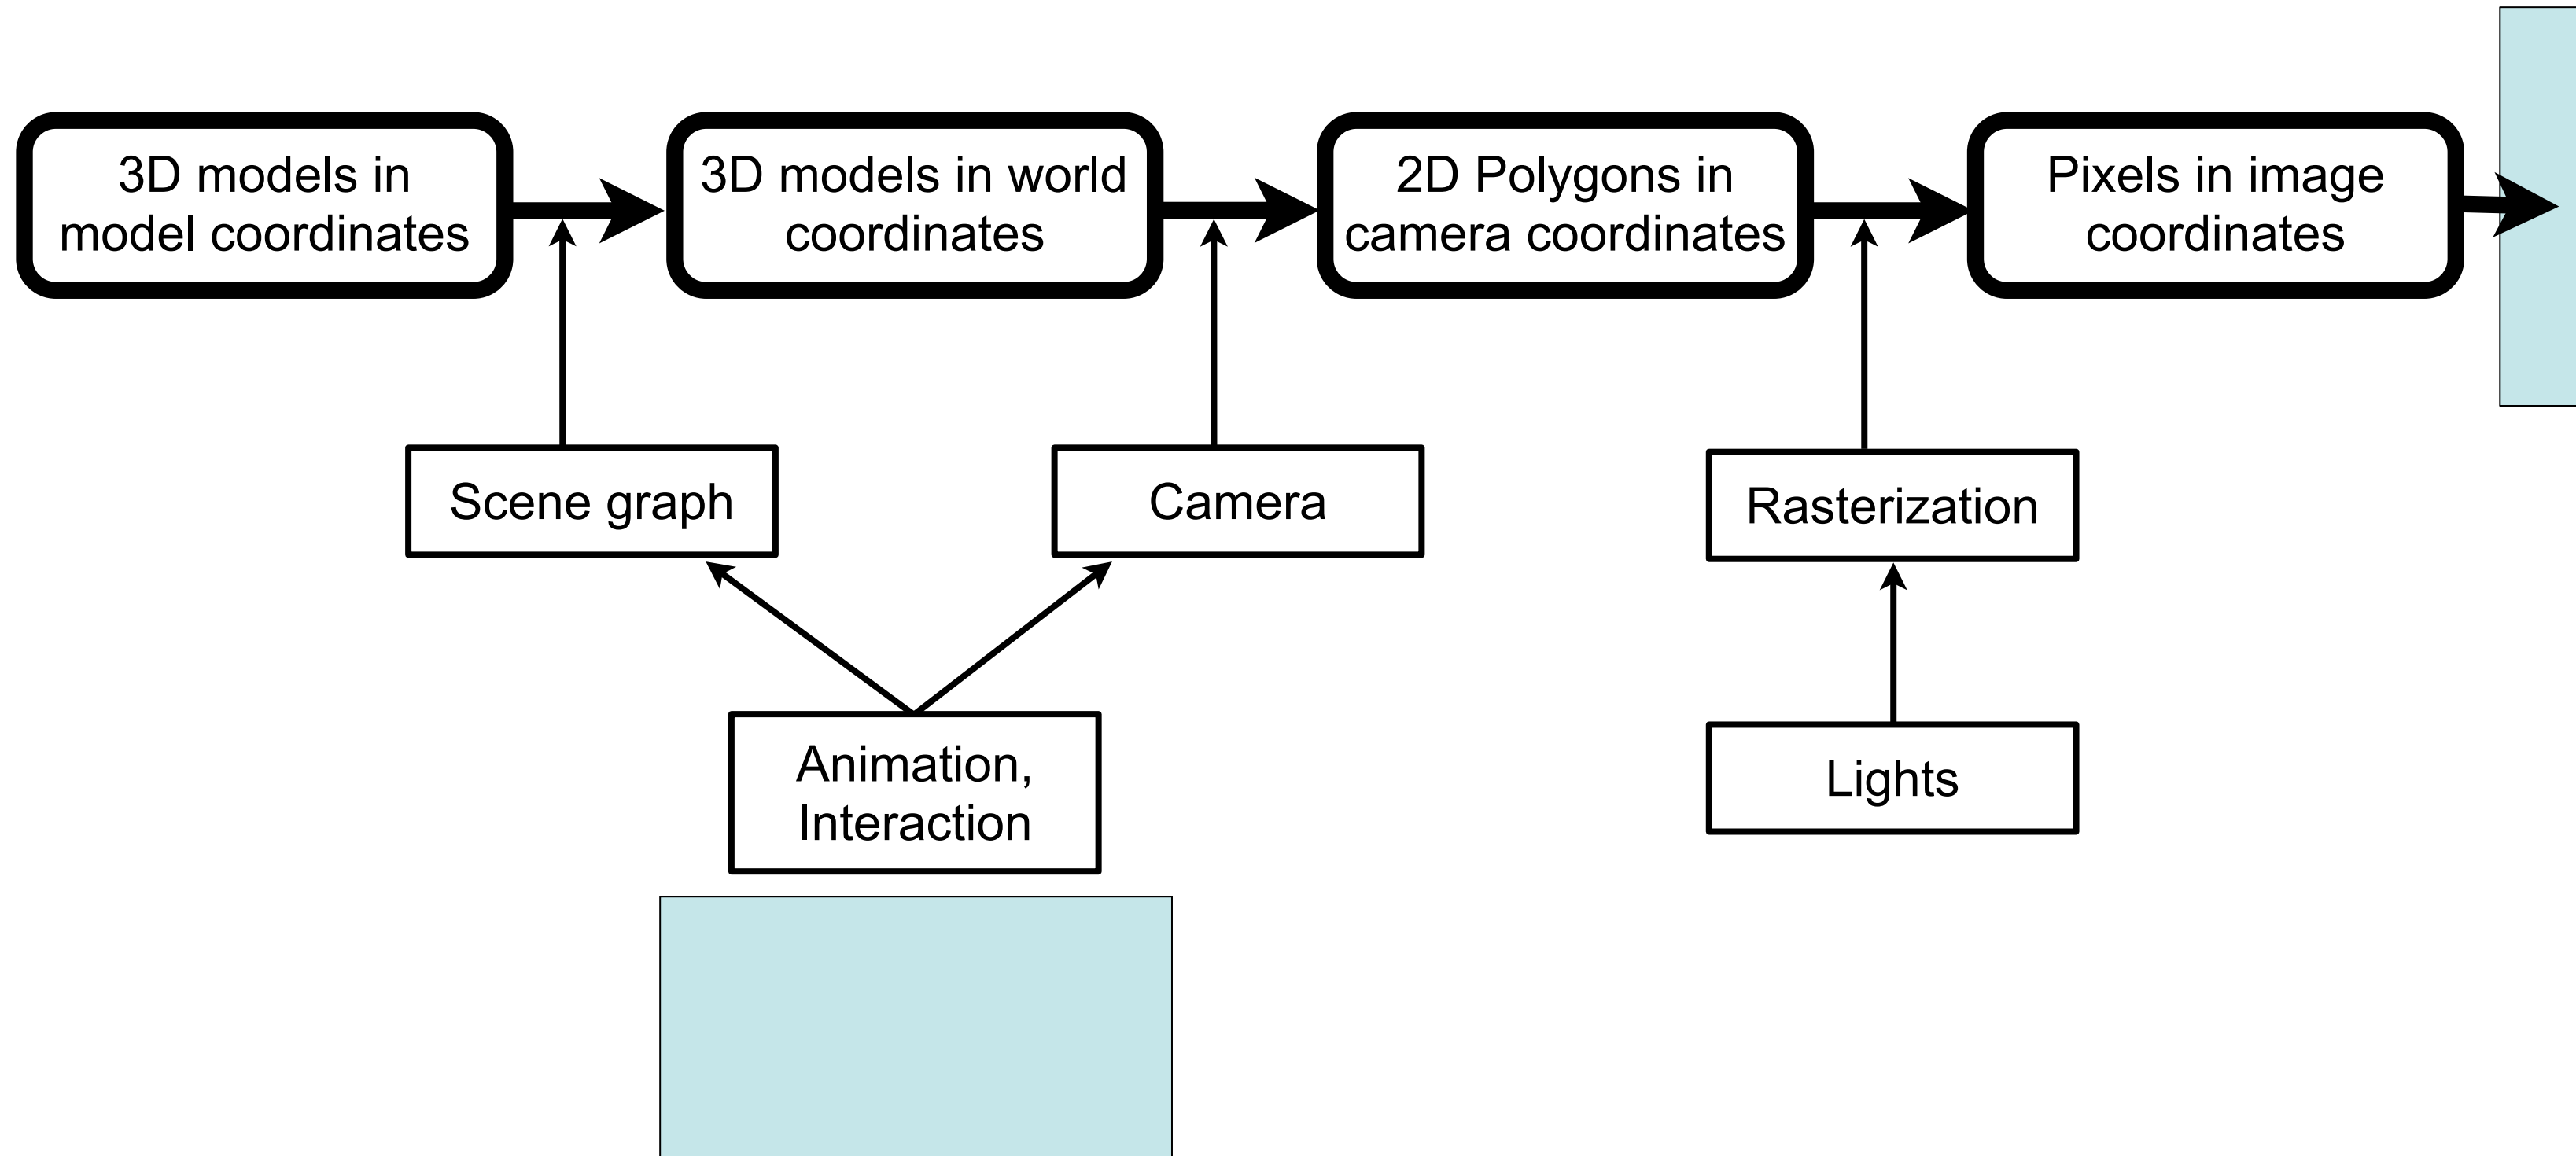 3D models in
model coordinates
3D models in world
coordinates
2D Polygons in
camera coordinates
Pixels in image
coordinates
Scene graph
Camera
Rasterization
Animation,
Interaction
Lights